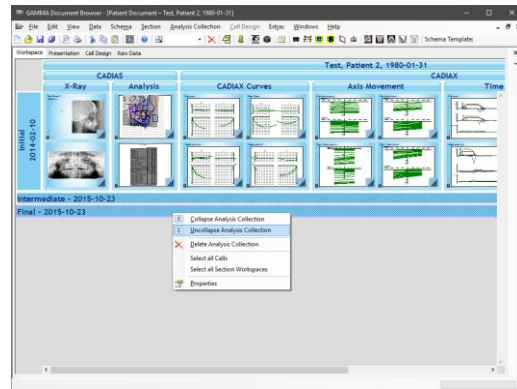 GAMMA Document Browser - [Patient Document - Test, Patient 2, 1980-01-31]
File Edit View Data Schema Section Analysis Collection Cell Design Extras Windows Help
Schema Template:
Workspace Presentation Cell Design Raw Data
Test, Patient 2, 1980-01-31
CADIAS CADIAX
X-Ray Analysis CADIAX Curves Axis Movement Time
Initial
2014-02-10
Intermediate - 2015-10-23
Final - 2015-10-23
Collapse Analysis Collection
Uncollapse Analysis Collection
Delete Analysis Collection
Select all Cells
Select all Section Workspaces
Properties